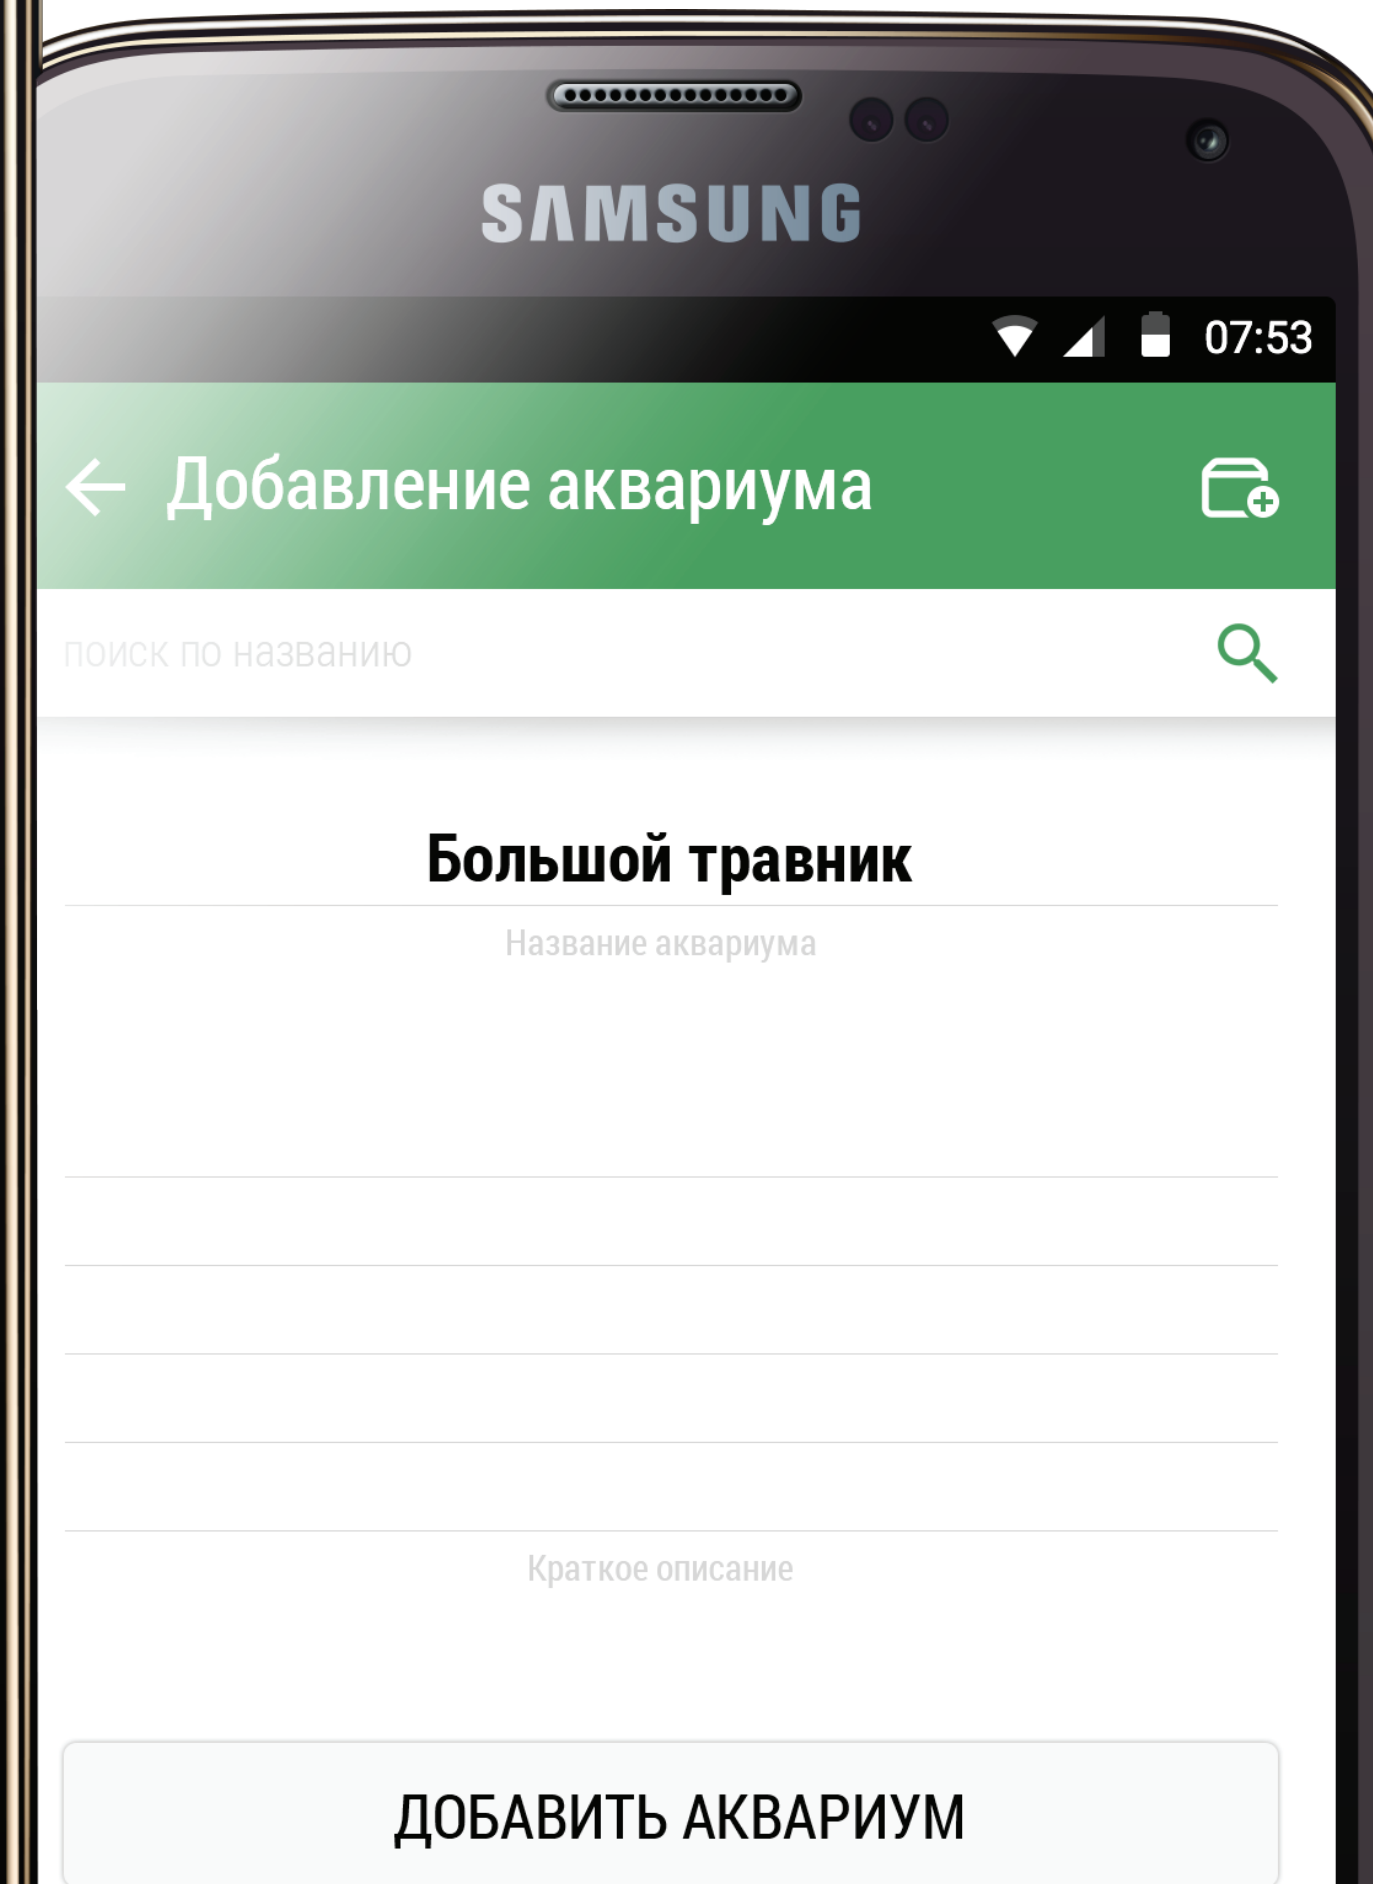 SAMSUNG
07:53
Добавление аквариума
поиск по названию
Большой травник
Название аквариума
Краткое описание
ДОБАВИТЬ АКВАРИУМ